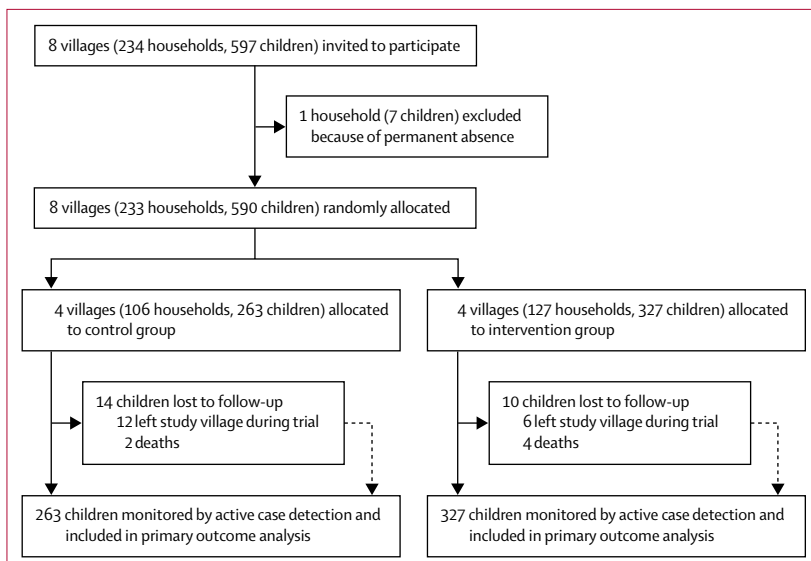 8 villages (234 households, 597 children) invited to participate
1 household (7 children) excluded
because of permanent absence
8 villages (233 households, 590 children) randomly allocated
4 villages (106 households, 263 children) allocated
to control group
4 villages (127 households, 327 children) allocated
to intervention group
14 children lost to follow-up
12 left study village during trial
2 deaths
10 children lost to follow-up
6 left study village during trial
4 deaths
263 children monitored by active case detection and
included in primary outcome analysis
327 children monitored by active case detection and
included in primary outcome analysis